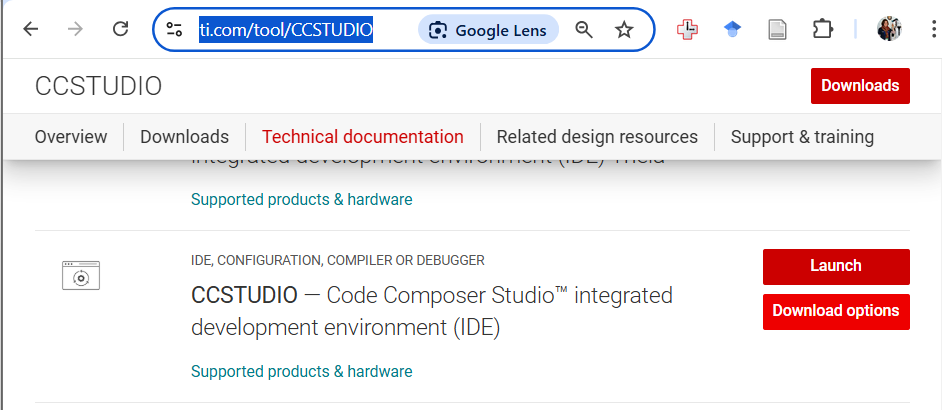 ti.com/tool/CCSTUDIO
Google Lens
CCSTUDIO
Downloads
Overview
Downloads
Technical documentation
Related design resources
Support & training
integrated development environment (IDE) Theia
Supported products & hardware
IDE, CONFIGURATION, COMPILER OR DEBUGGER
CCSTUDIO — Code Composer Studio™ integrated
development environment (IDE)
Supported products & hardware
Launch
Download options